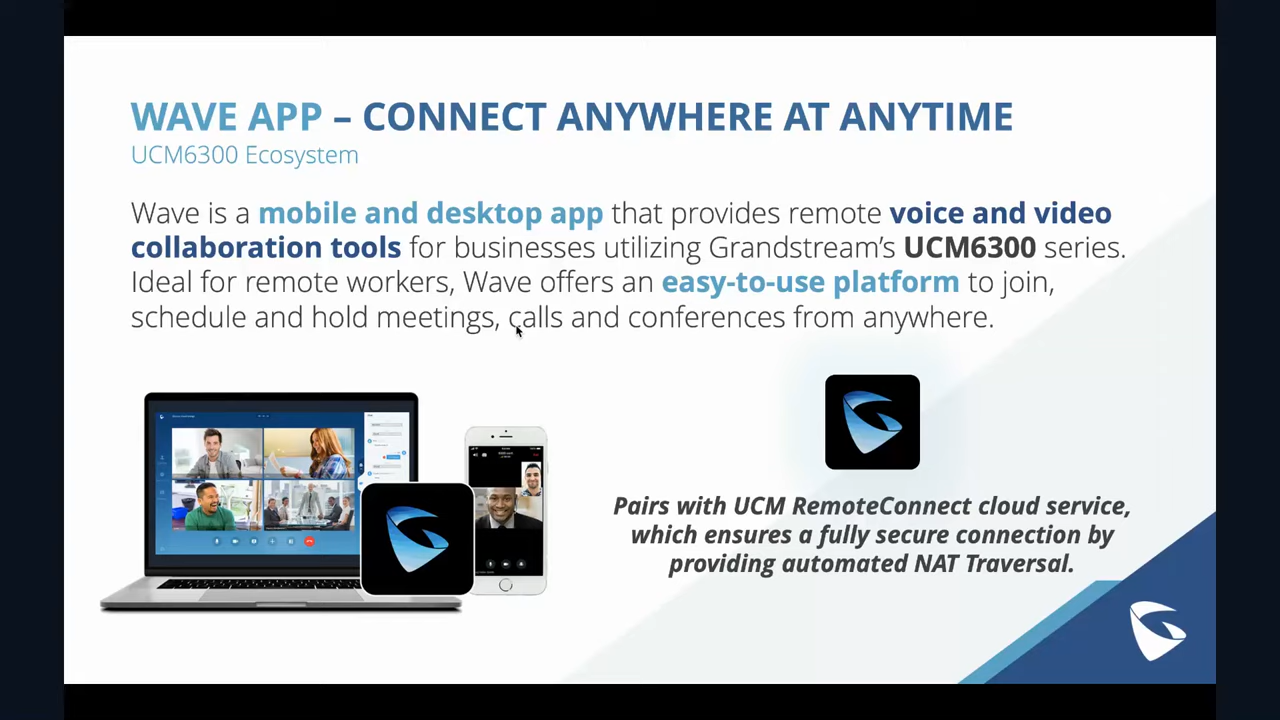 WAVE APP – CONNECT ANYWHERE AT ANYTIME
UCM6300 Ecosystem
Wave is a mobile and desktop app that provides remote voice and video
collaboration tools for businesses utilizing Grandstream’s UCM6300 series.
Ideal for remote workers, Wave offers an easy-to-use platform to join,
schedule and hold meetings, calls and conferences from anywhere.
Pairs with UCM RemoteConnect cloud service,
which ensures a fully secure connection by
providing automated NAT Traversal.